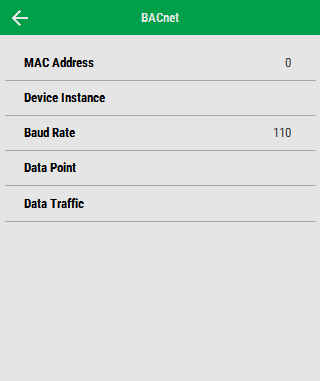 BACnet
MAC Address 0
Device Instance
Baud Rate 110
Data Point
Data Traffic